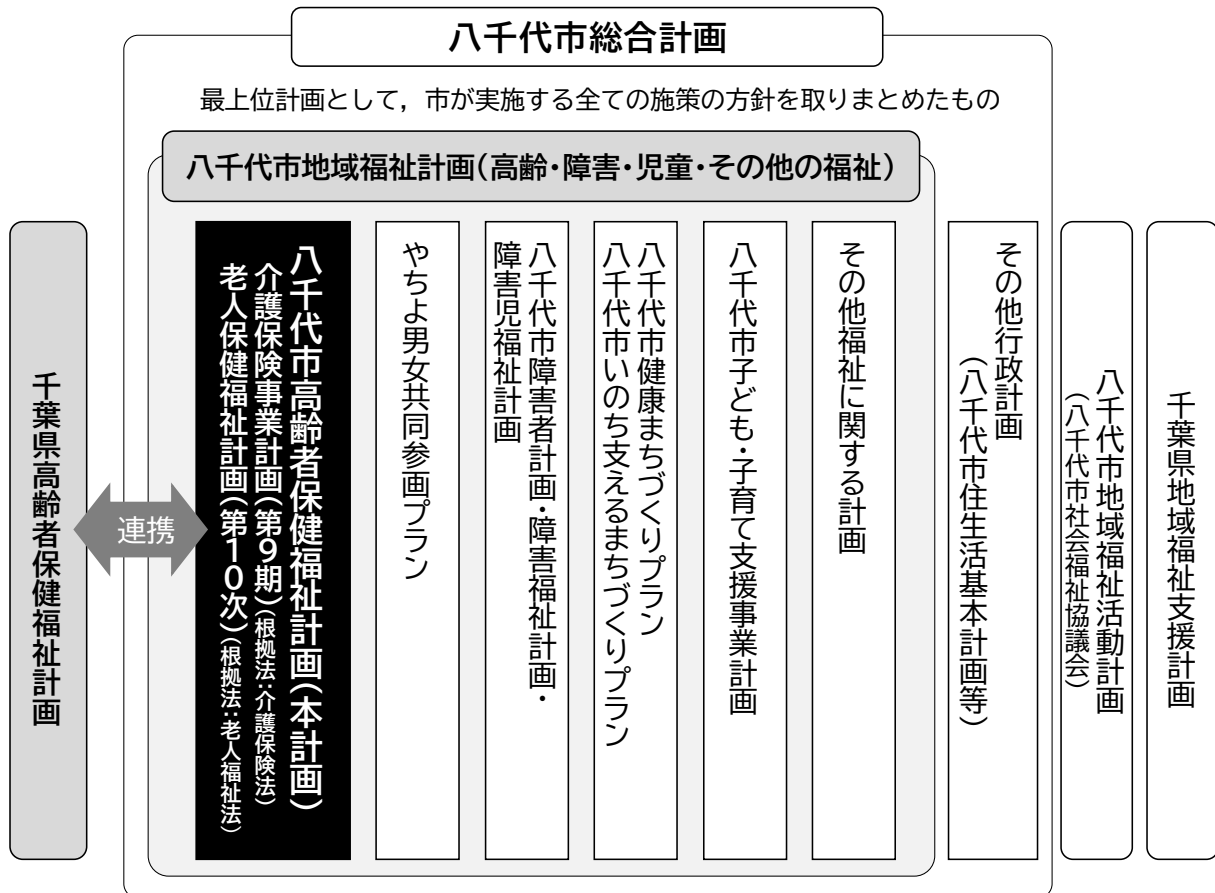 八千代市総合計画
最上位計画として，市が実施する全ての施策の方針を取りまとめたもの
八千代市地域福祉計画(高齢・障害・児童・その他の福祉)
千葉県高齢者保健福祉計画
連携
八千代市高齢者保健福祉計画(本計画)
介護保険事業計画(第9期)(根拠法：介護保険法)
老人保健福祉計画(第10次)(根拠法：老人福祉法)
やちよ男女共同参画プラン
八千代市障害者計画・障害福祉計画・
障害児福祉計画
八千代市健康まちづくりプラン
八千代市いのち支えるまちづくりプラン
八千代市子ども・子育て支援事業計画
その他福祉に関する計画
その他行政計画
(八千代市住生活基本計画等)
八千代市地域福祉活動計画
(八千代市社会福祉協議会)
千葉県地域福祉支援計画